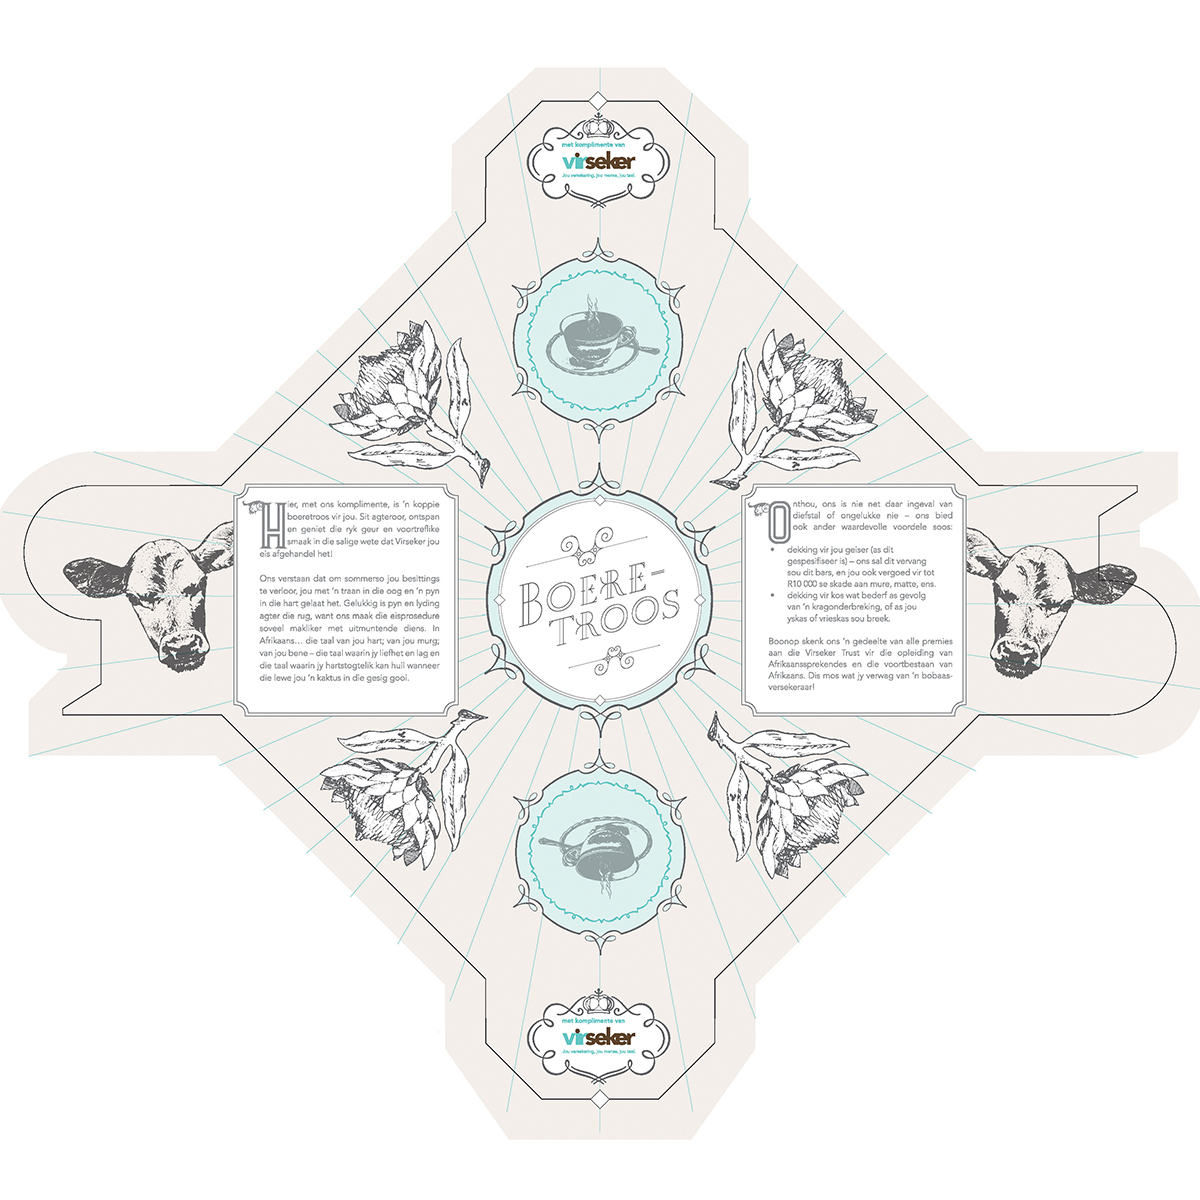 met komplimente van
virseker
Jou versekering, jou mense, jou taal.
Hier, met ons komplimente, is 'n koppie
boeretroos vir jou. Sit agteroor, ontspan
en geniet die ryk geur en voortreflike
smaak in die salige wete dat Virseker jou
eis afgehandel het!
Ons verstaan dat om sommerso jou besittings
te verloor, jou met 'n traan in die oog en 'n pyn
in die hart gelaat het. Gelukkig is pyn en lyding
agter die rug, want ons maak die eisprosedure
soveel makliker met uitmuntende diens. In
Afrikaans… die taal van jou hart; van jou murg;
van jou bene – die taal waarin jy liefhet en lag en
die taal waarin jy hartstogtelik kan hull wanneer
die lewe jou 'n kaktus in die gesig gooi.
BOERE-
TROOS
Onthou, ons is nie net daar ingeval van
diefstal of ongelukke nie – ons bied
ook ander waardevolle voordele soos:
• dekking vir jou geiser (as dit
gespesifiseer is) – ons sal dit vervang
sou dit bars, en jou ook vergoed vir tot
R10 000 se skade aan mure, matte, ens.
• dekking vir kos wat bederf as gevolg
van 'n kragonderbreking, of as jou
yskas of vrieskas sou breek.
Boonop skenk ons 'n gedeelte van alle premies
aan die Virseker Trust vir die opleiding van
Afrikaanssprekendes en die voortbestaan van
Afrikaans. Dis mos wat jy verwag van 'n bobaas-
versekeraar!
met komplimente van
virseker
Jou versekering, jou mense, jou taal.